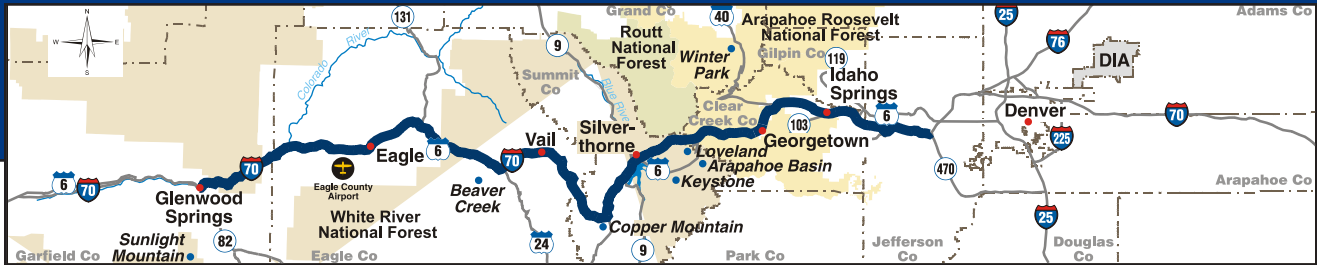 N
W
E
S
131
Grand Co
40
Arapahoe Roosevelt
National Forest
25
Adams Co
9
Routt
National
Forest
Winter
Park
Gilpin Co
119
76
DIA
Colorado
River
Summit
Co
Blue River
Idaho
Springs
Clear
Creek Co
103
6
Denver
70
225
Silver-
thorne
Vail
70
Georgetown
Eagle
6
70
Loveland
Arapahoe Basin
6
Keystone
470
Arapahoe Co
6
70
Glenwood
Springs
Eagle County
Airport
Beaver
Creek
White River
National Forest
Copper Mountain
25
82
Sunlight
Mountain
24
9
Garfield Co
Eagle Co
Park Co
Jefferson
Co
Douglas
Co